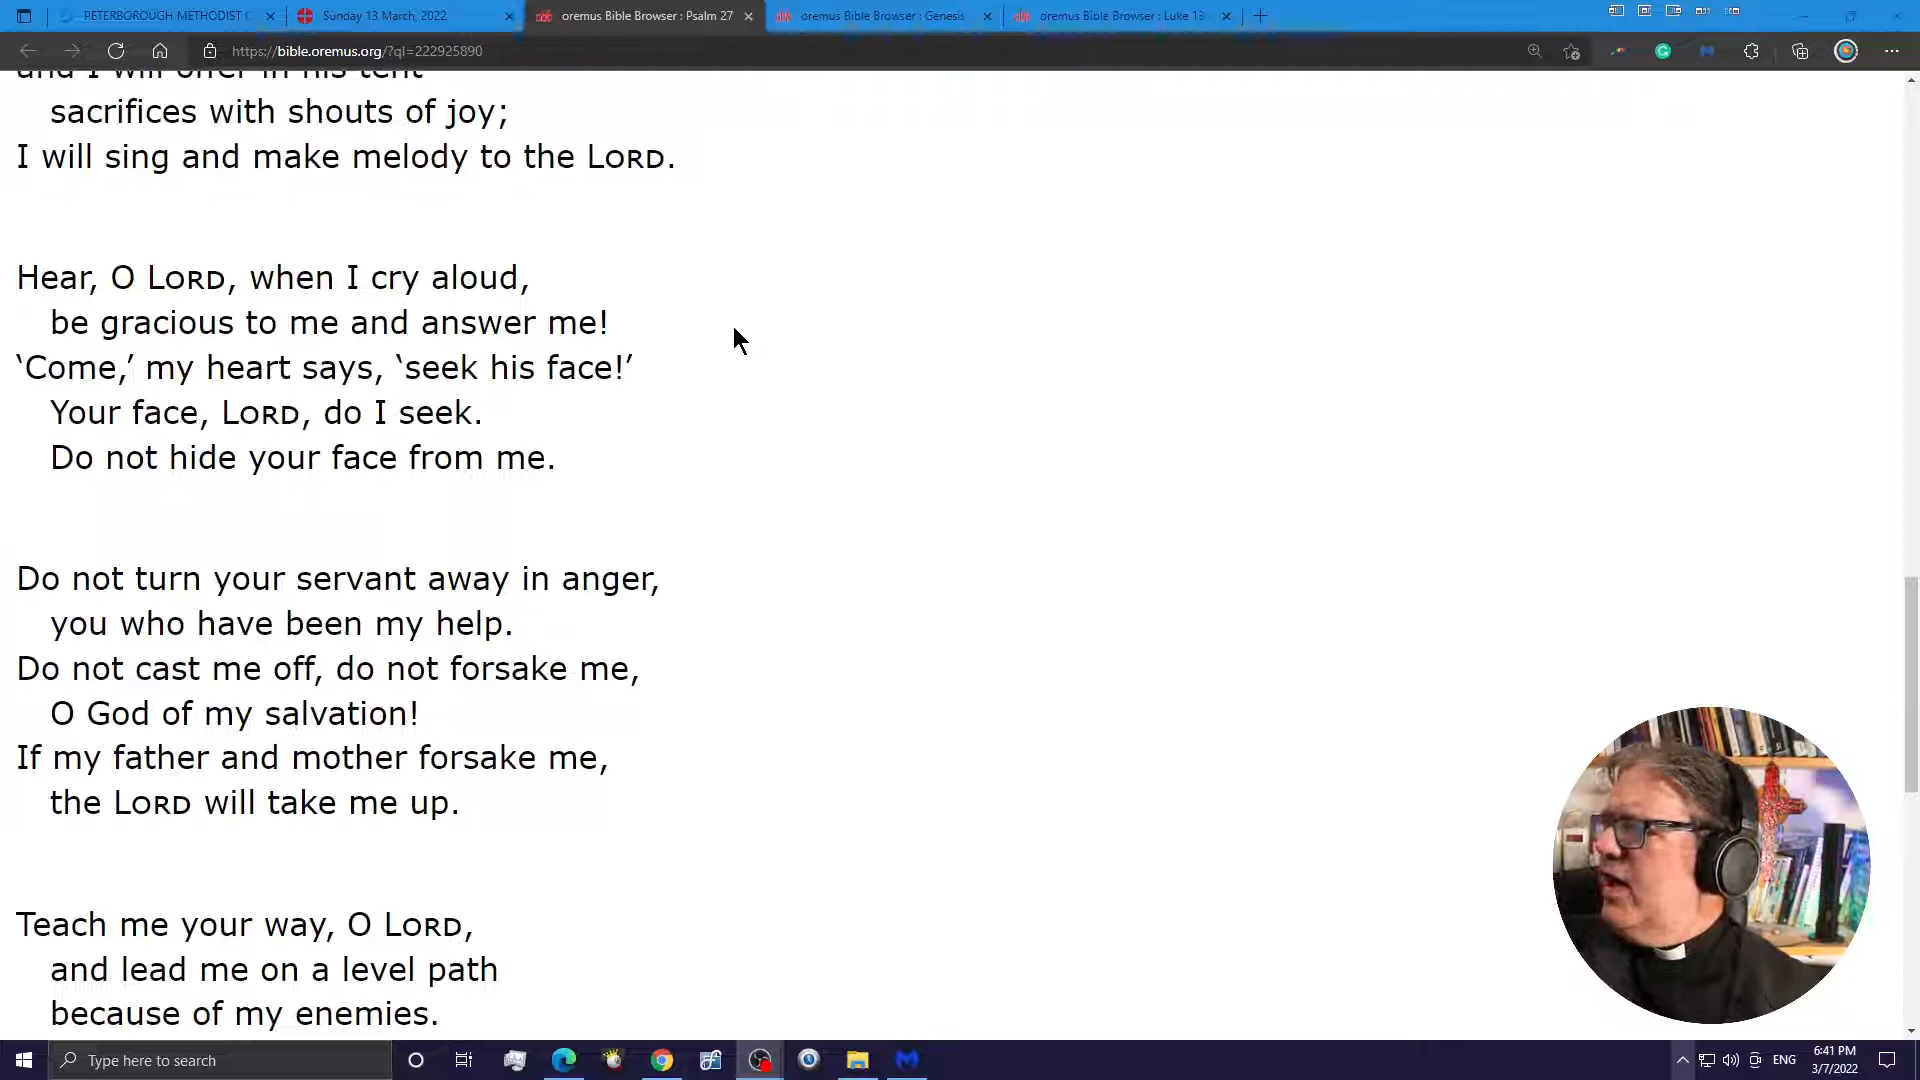 PETERBOROUGH METHODIST C
Sunday 13 March, 2022
oremus Bible Browser : Psalm 27
oremus Bible Browser : Genesis
oremus Bible Browser : Luke 13
https://bible.oremus.org/?ql=222925890
and I will offer in his tent
sacrifices with shouts of joy;
I will sing and make melody to the LORD.
Hear, O LORD, when I cry aloud,
be gracious to me and answer me!
‘Come,’ my heart says, ‘seek his face!’
Your face, LORD, do I seek.
Do not hide your face from me.
Do not turn your servant away in anger,
you who have been my help.
Do not cast me off, do not forsake me,
O God of my salvation!
If my father and mother forsake me,
the LORD will take me up.
Teach me your way, O LORD,
and lead me on a level path
because of my enemies.
Type here to search
ENG
6:41 PM
3/7/2022